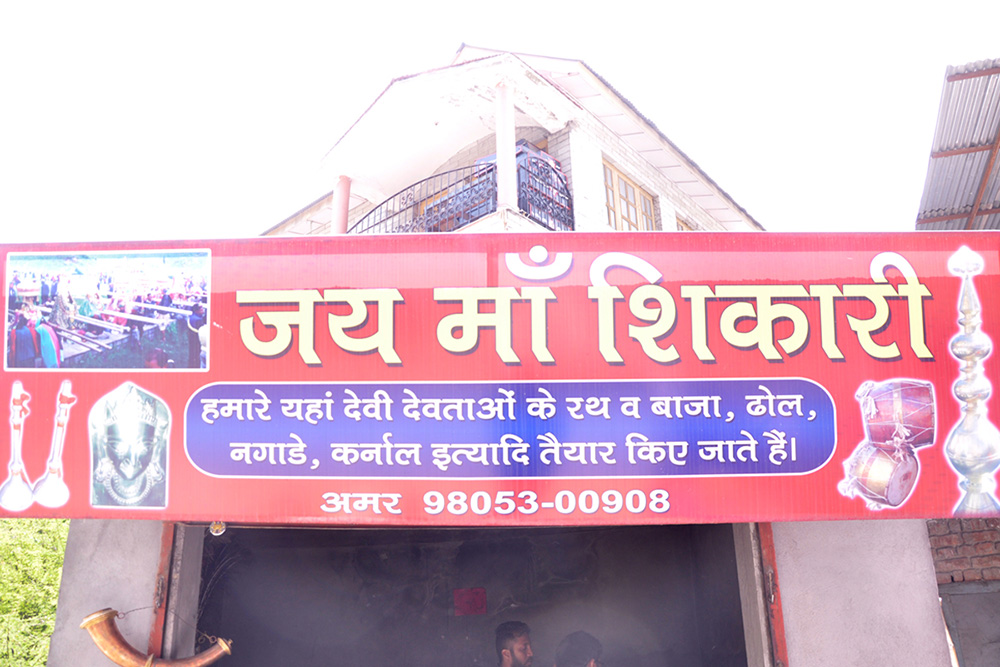 जय माँ शिकारी
हमारे यहां देवी देवताओं के रथ व बाजा, ढोल,
नगाडे, कर्नाल इत्यादि तैयार किए जाते हैं।
अमर 98053-00908